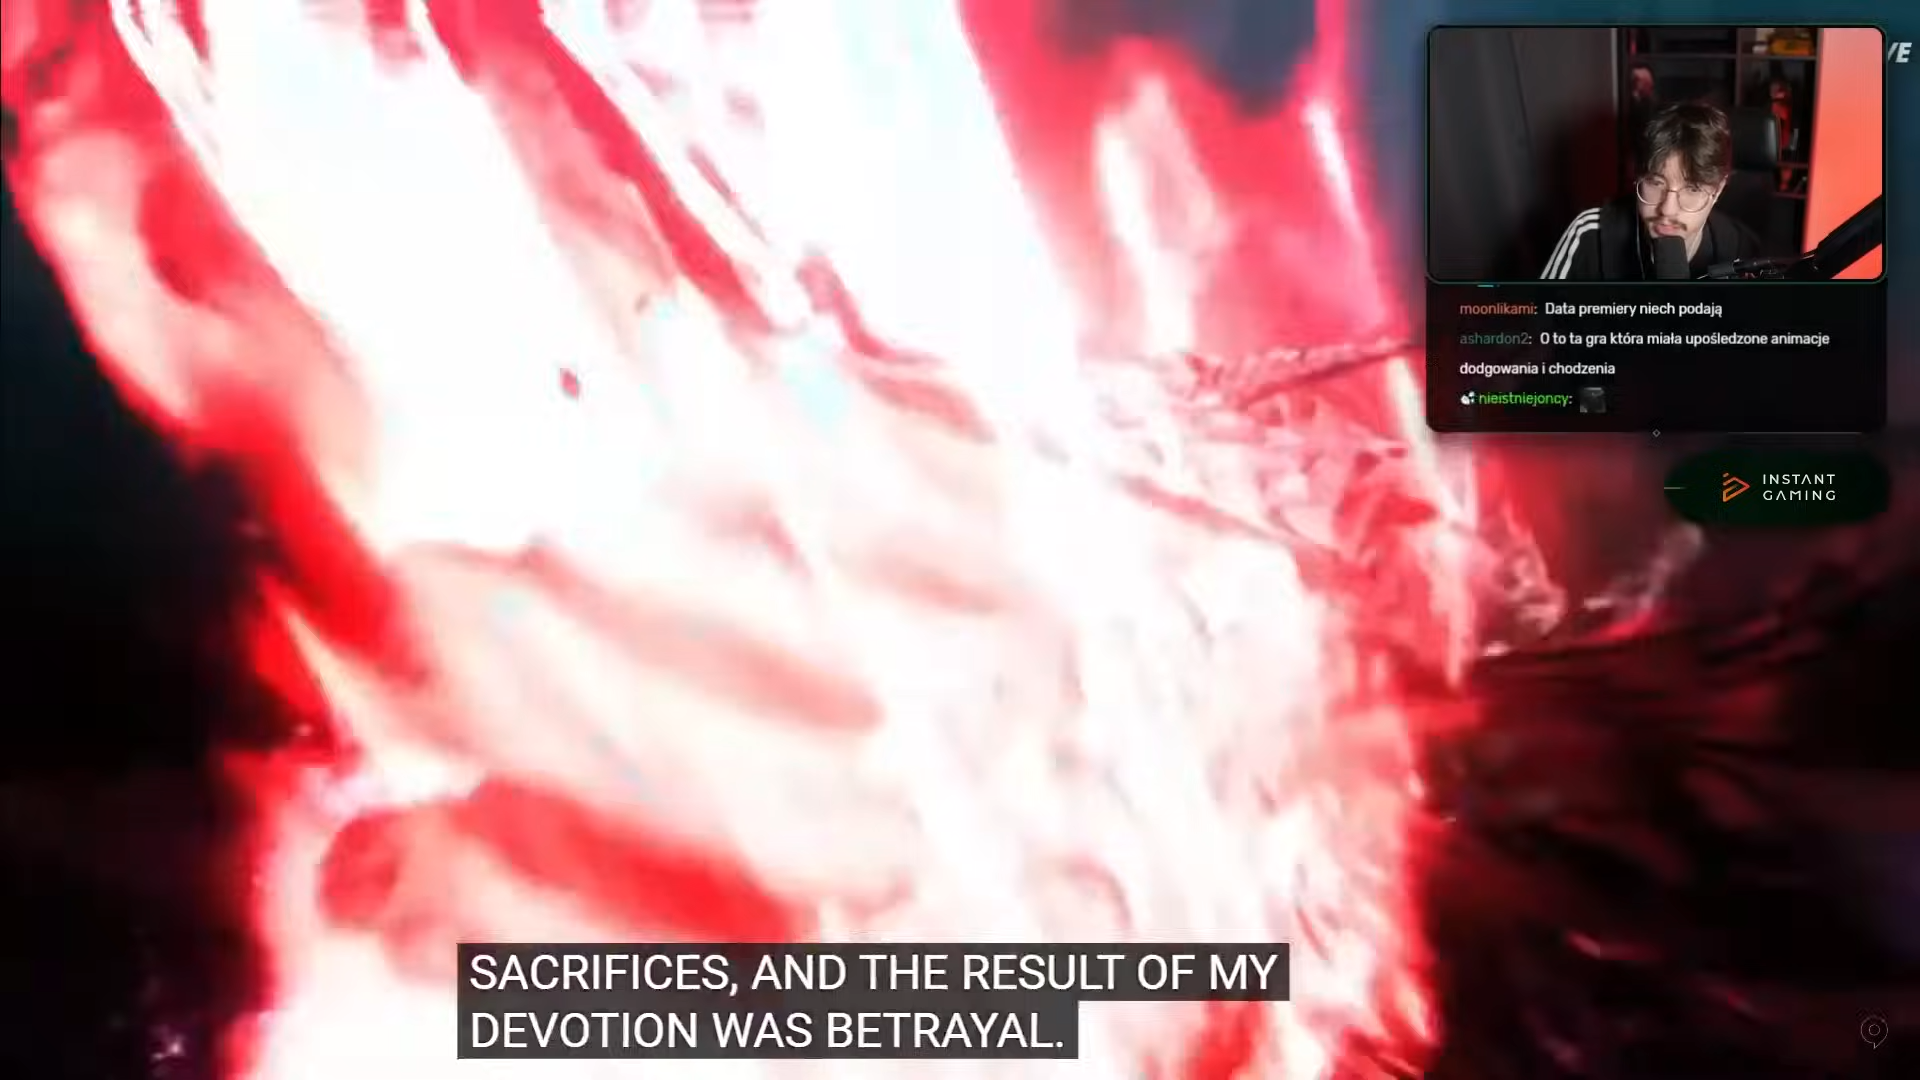 VE
moonlikami: Data premiery niech podają
ashardon2: O to ta gra która miała upośledzone animacje
dodgowania i chodzenia
nieistniejoncy:
INSTANT
GAMING
SACRIFICES, AND THE RESULT OF MY
DEVOTION WAS BETRAYAL.